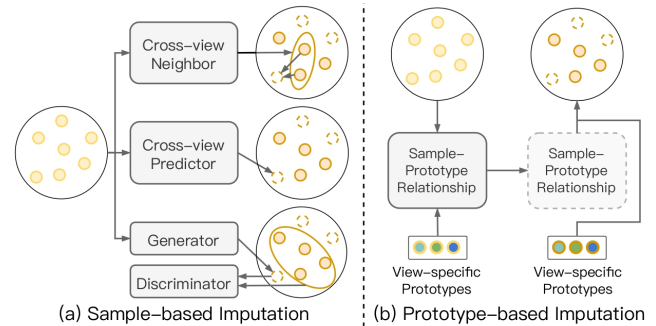 Cross-view
Neighbor
Cross-view
Predictor
Generator
Discriminator
(a) Sample-based Imputation
Sample-
Prototype
Relationship
Sample-
Prototype
Relationship
View-specific
Prototypes
View-specific
Prototypes
(b) Prototype-based Imputation